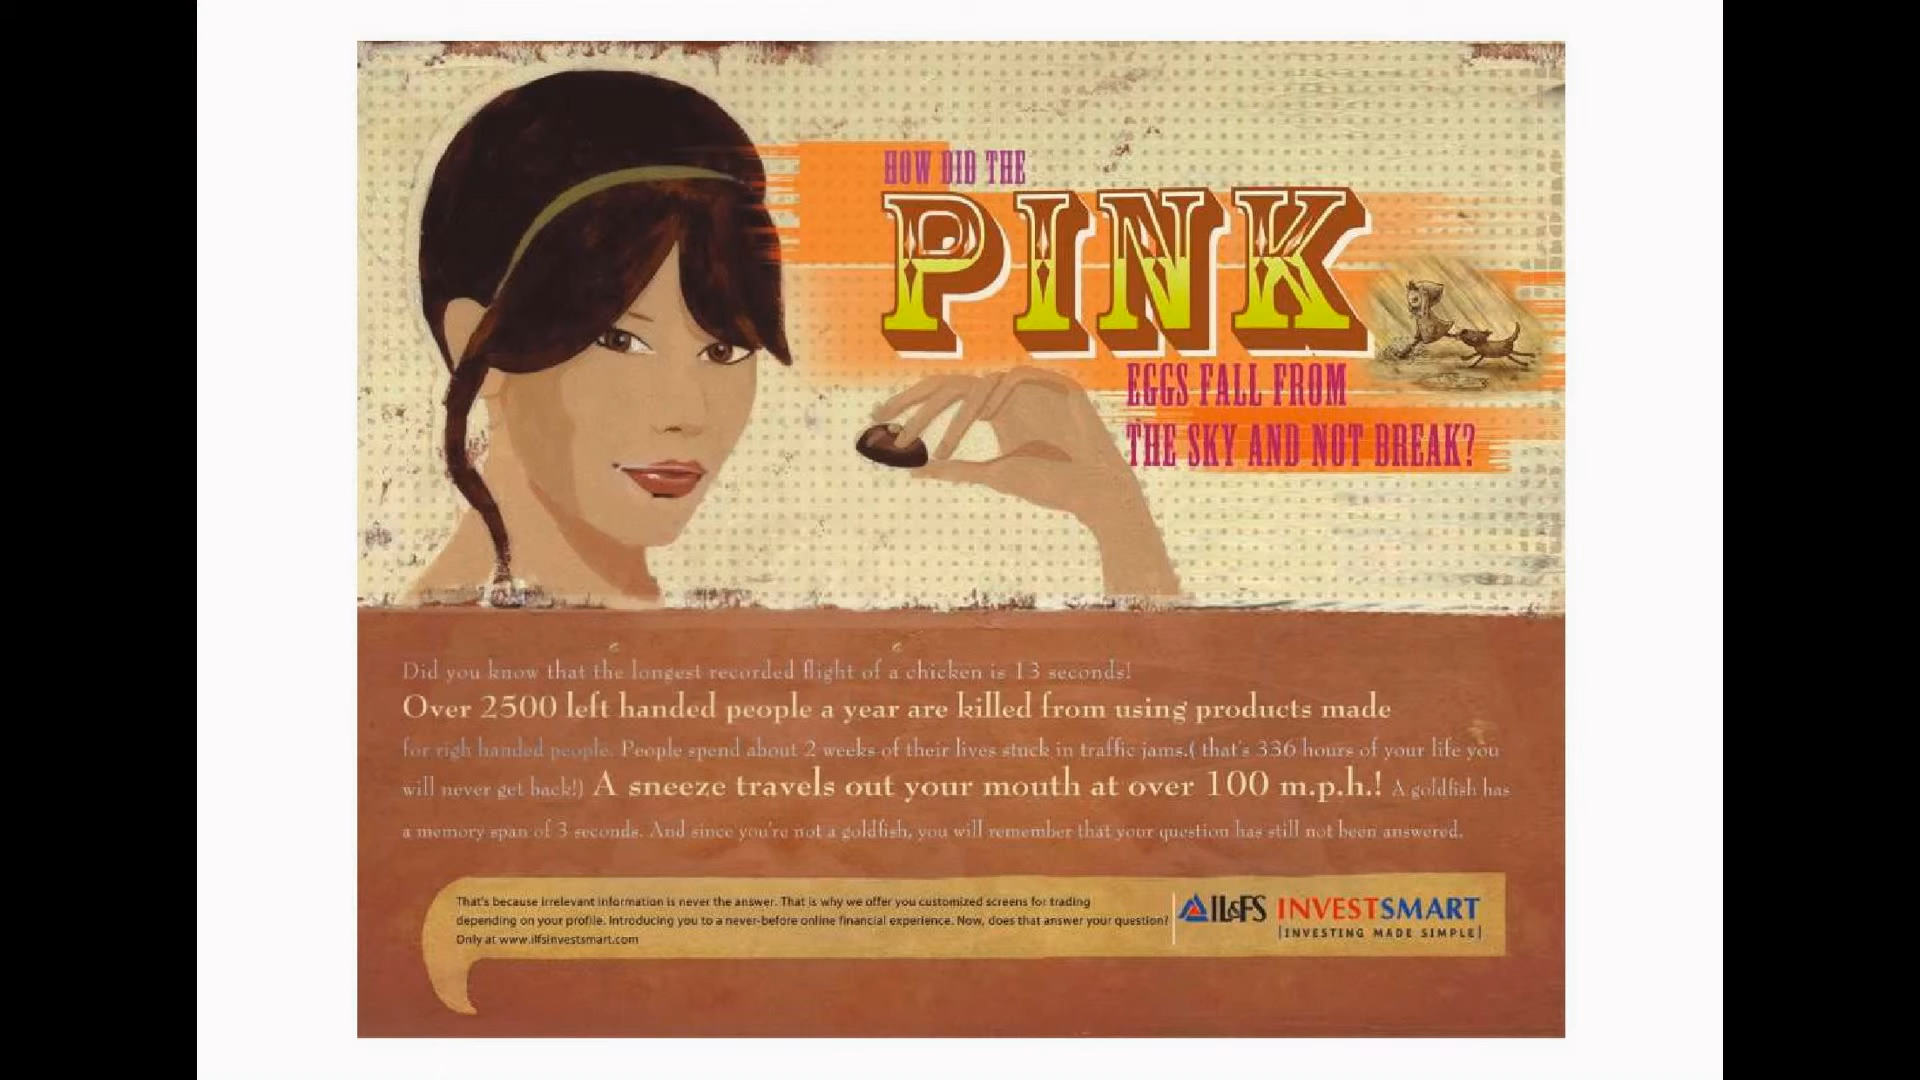 HOW DID THE
PINK
EGGS FALL FROM
THE SKY AND NOT BREAK?
Did you know that the longest recorded flight of a chicken is 13 seconds!
Over 2500 left handed people a year are killed from using products made
for righ handed people. People spend about 2 weeks of their lives stuck in traffic jams.( that's 336 hours of your life you
will never get back!) A sneeze travels out your mouth at over 100 m.p.h.! A goldfish has
a memory span of 3 seconds. And since you're not a goldfish, you will remember that your question has still not been answered.
That's because irrelevant information is never the answer. That is why we offer you customized screens for trading
depending on your profile. Introducing you to a never-before online financial experience. Now, does that answer your question?
Only at www.ilfsinvestsmart.com
IL&FS INVESTSMART
|INVESTING MADE SIMPLE|